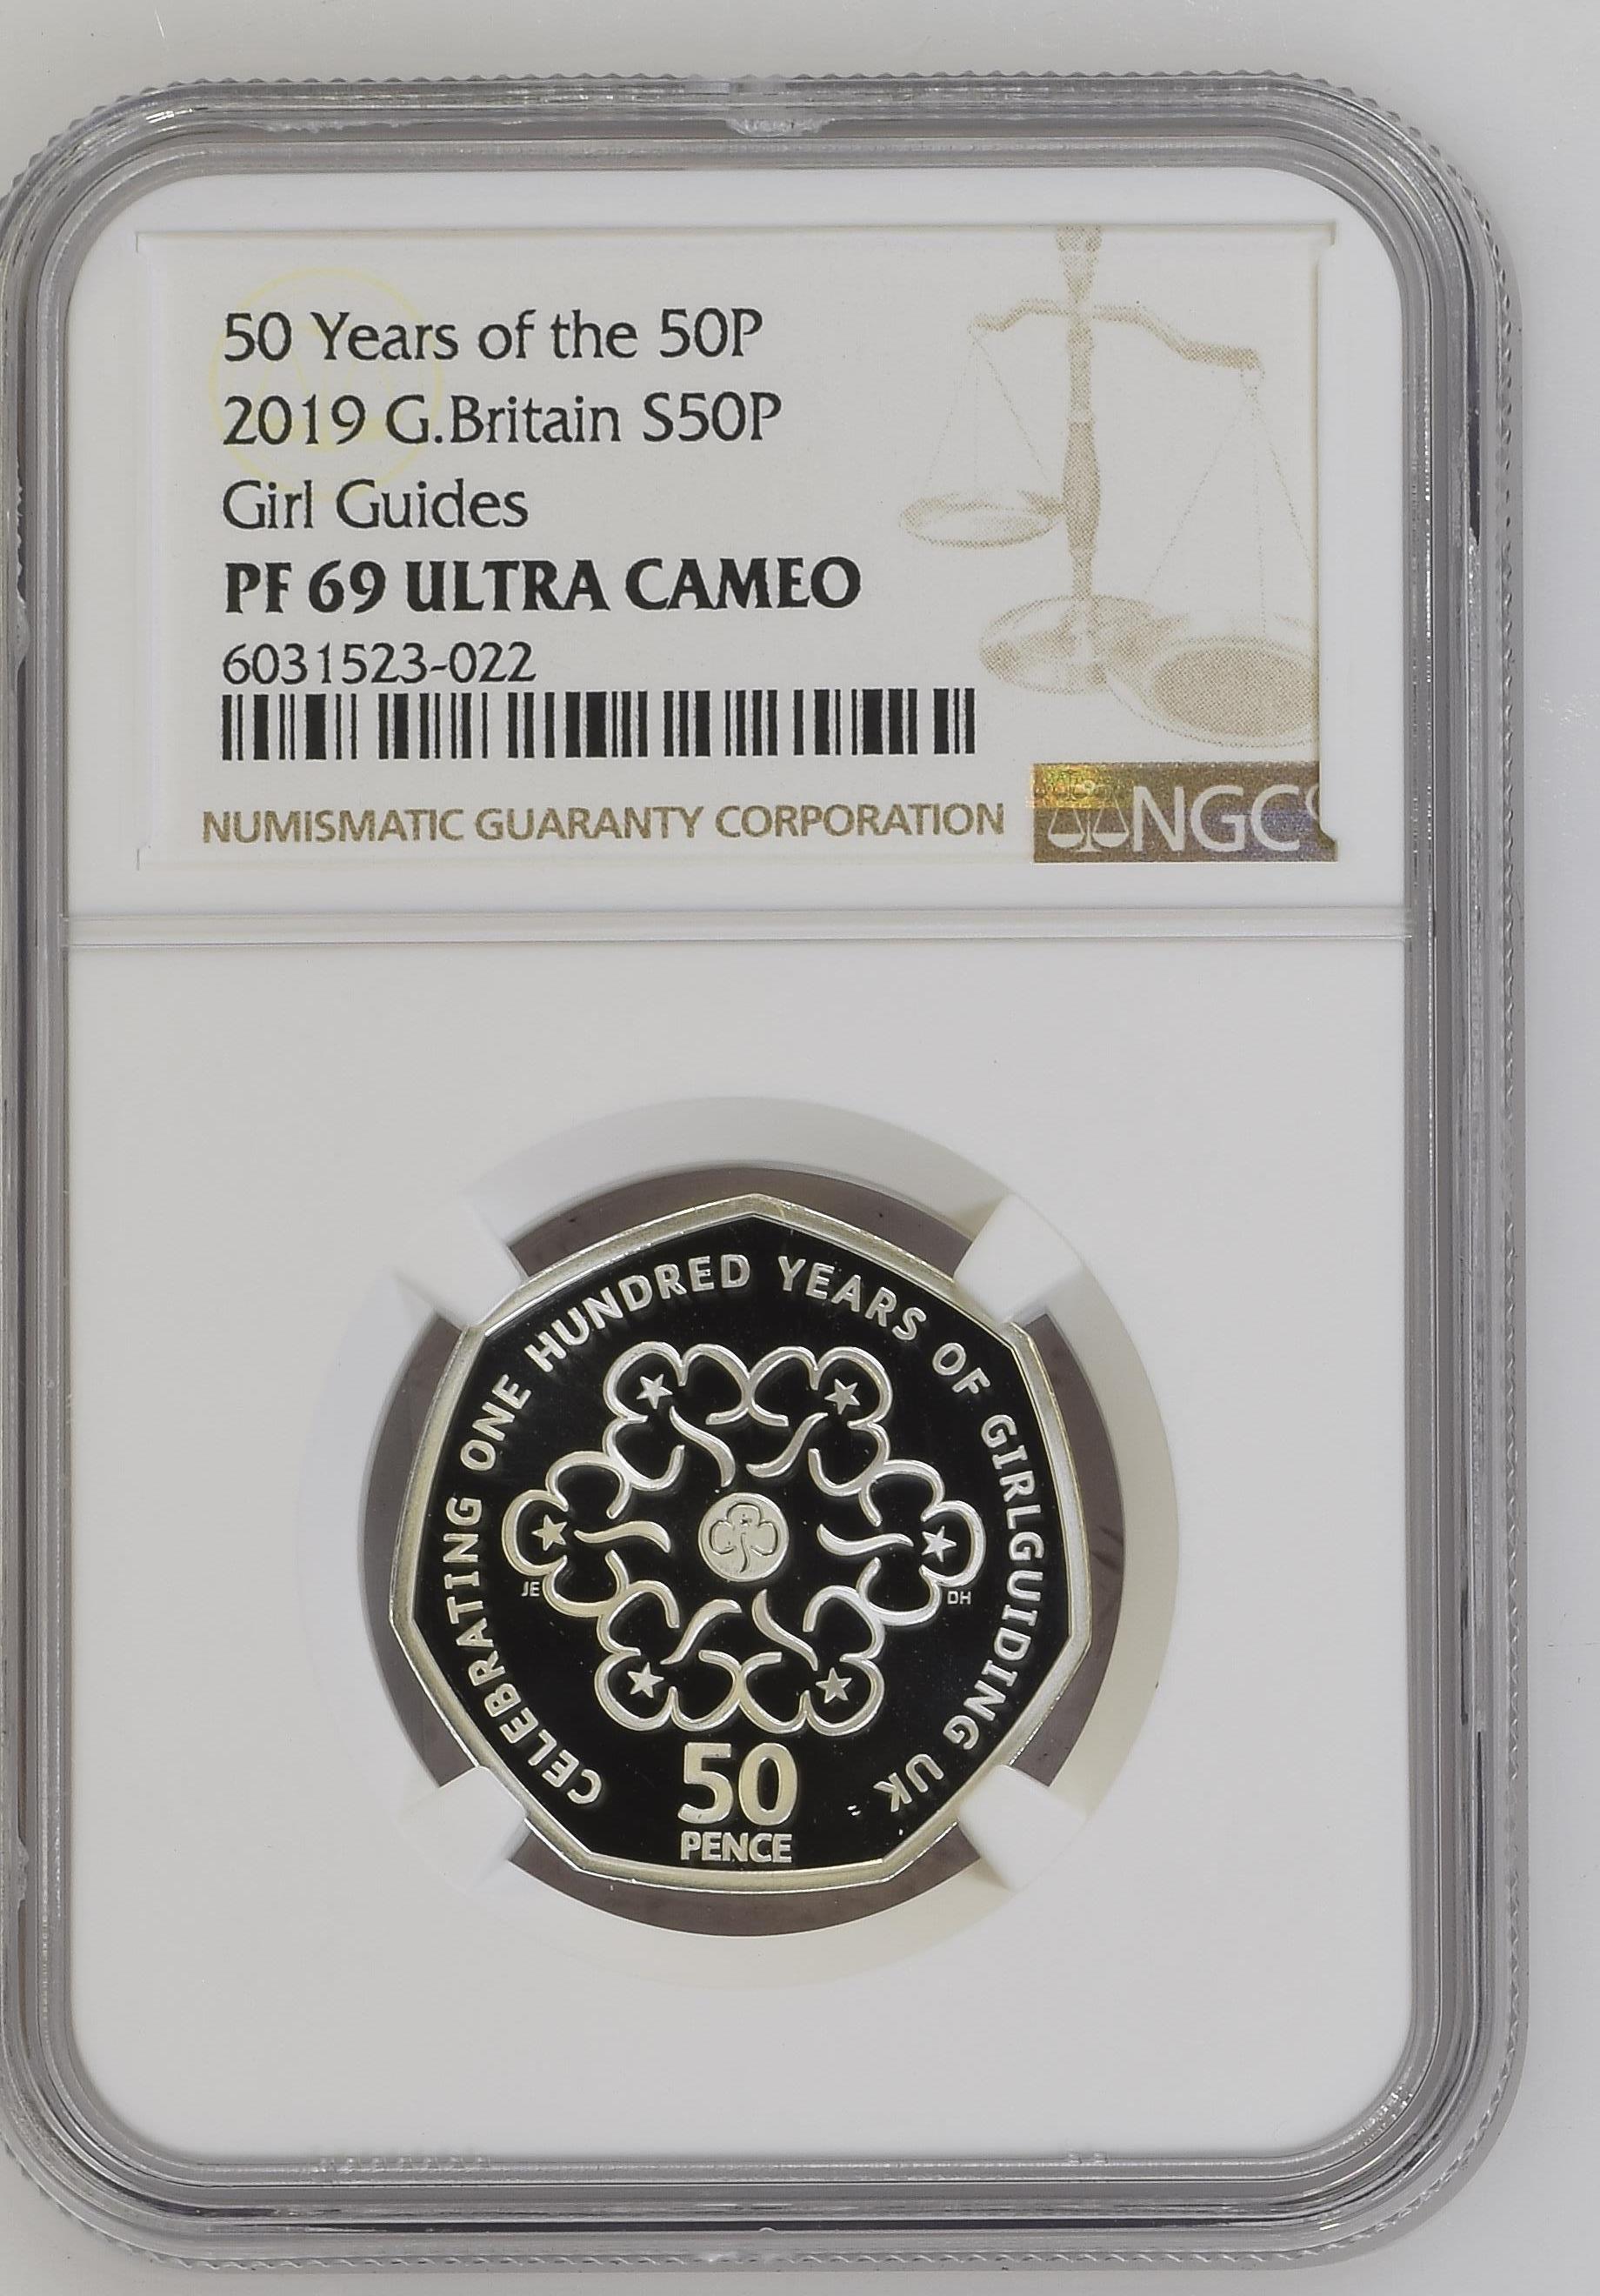 50 Years of the 50P
2019 G.Britain S50P
Girl Guides
PF 69 ULTRA CAMEO
6031523-022
NUMISMATIC GUARANTY CORPORATION
NGC
CELEBRATING ONE HUNDRED YEARS OF GIRLGUIDING UK
JE
DH
50
PENCE